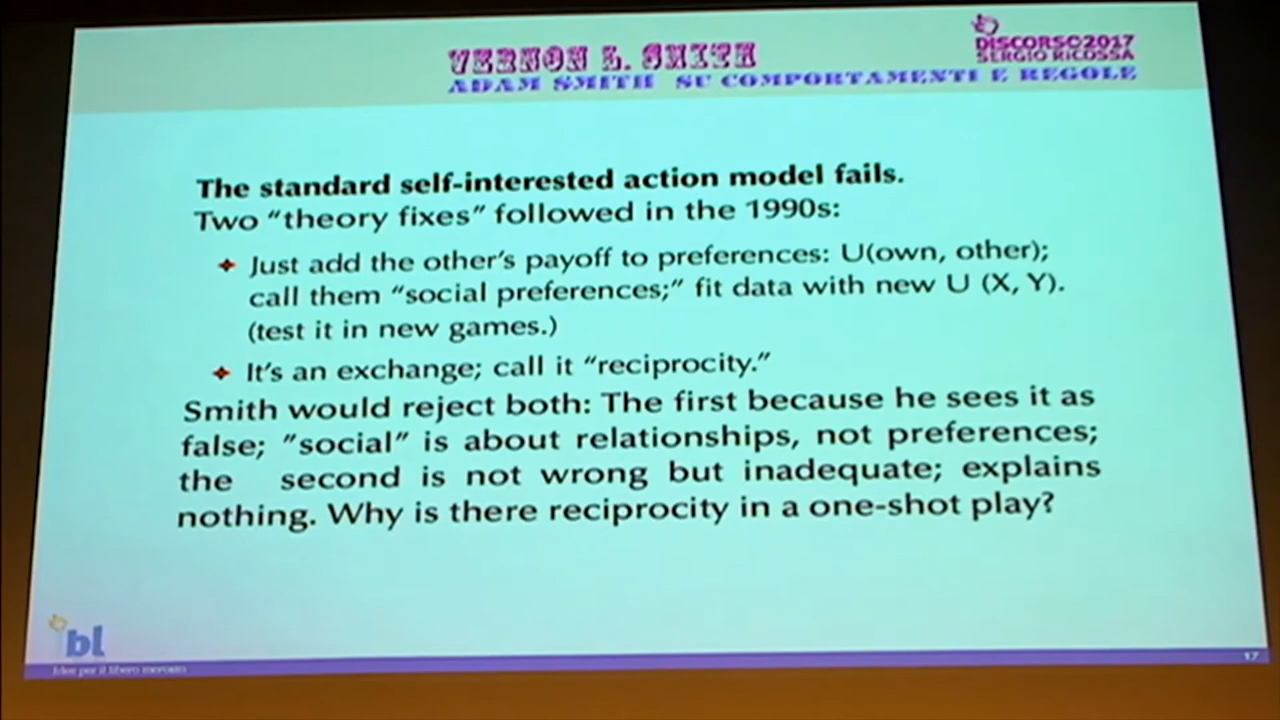 VERNON L. SMITH
DISCORSO2017
SERGIO RICOSSA
ADAM SMITH SU COMPORTAMENTI E REGOLE
The standard self-interested action model fails.
Two “theory fixes” followed in the 1990s:
Just add the other’s payoff to preferences: U(own, other);
call them “social preferences;” fit data with new U (X, Y).
(test it in new games.)
It’s an exchange; call it “reciprocity.”
Smith would reject both: The first because he sees it as
false; ”social” is about relationships, not preferences;
the second is not wrong but inadequate; explains
nothing. Why is there reciprocity in a one-shot play?
bl
Idee per il libero mercato
17